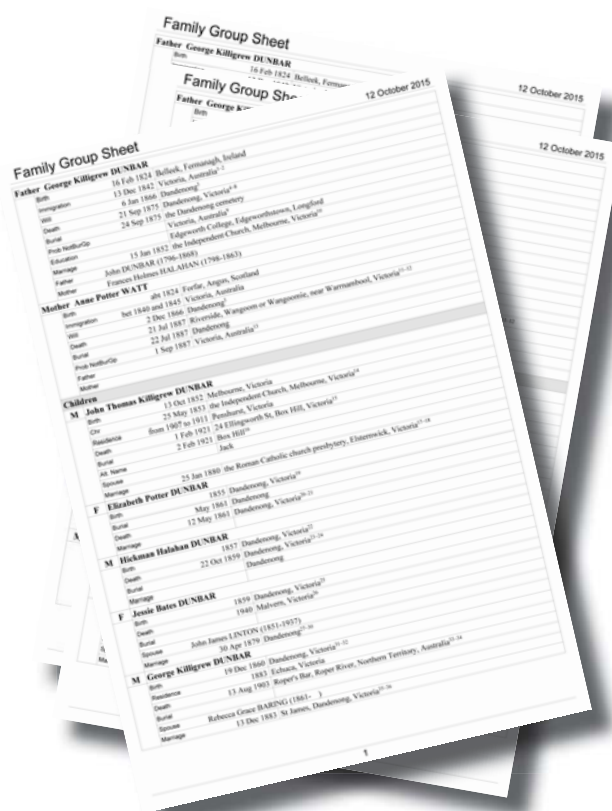 Family Group Sheet
12 October 2015
Father George Killigrew DUNBAR
Birth 16 Feb 1824 Belleek, Ferman
Family Group She
12 October 2015
Father George K
Birth
Family Group Sheet
12 October 2015
Father George Killigrew DUNBAR
Birth 16 Feb 1824 Belleek, Fermanagh, Ireland
Immigration 13 Dec 1842 Victoria, Australia
Will 6 Jan 1866 Dandenong
Death 21 Sep 1875 Dandenong, Victoria
Burial 24 Sep 1875 the Dandenong cemetery
Prob NotBurGp Victoria, Australia
Education Edgeworth College, Edgeworthstown, Longford
Marriage 15 Jan 1852 the Independent Church, Melbourne, Victoria
Father John DUNBAR (1796-1868)
Mother Frances Holmes HALAHAN (1798-1863)
Mother Anne Potter WATT
Birth abt 1824 Forfar, Angus, Scotland
Immigration bet 1840 and 1845 Victoria, Australia
Will 2 Dec 1866 Dandenong
Death 21 Jul 1887 Riverside, Wangoom or Wangoomie, near Warrnambool, Victoria
Burial 22 Jul 1887 Dandenong
Prob NotBurGp 1 Sep 1887 Victoria, Australia
Father
Mother
Children
M John Thomas Killigrew DUNBAR
Birth 13 Oct 1852 Melbourne, Victoria
Chr 25 May 1853 the Independent Church, Melbourne, Victoria
Residence from 1907 to 1911 Penshurst, Victoria
Death 1 Feb 1921 24 Ellingworth St, Box Hill, Victoria
Burial 2 Feb 1921 Box Hill
Alt. Name Jack
Spouse
Marriage 25 Jan 1880 the Roman Catholic church presbytery, Elsternwick, Victoria
F Elizabeth Potter DUNBAR
Birth 1855 Dandenong, Victoria
Burial May 1861 Dandenong
Death 12 May 1861 Dandenong, Victoria
Marriage
M Hickman Halahan DUNBAR
Birth 1857 Dandenong, Victoria
Death 22 Oct 1859 Dandenong, Victoria
Burial Dandenong
Marriage
F Jessie Bates DUNBAR
Birth 1859 Dandenong, Victoria
Death 1940 Malvern, Victoria
Burial
Spouse John James LINTON (1851-1937)
Marriage 30 Apr 1879 Dandenong
M George Killigrew DUNBAR
Birth 19 Dec 1860 Dandenong, Victoria
Residence 1883 Echuca, Victoria
Death 13 Aug 1903 Roper's Bar, Roper River, Northern Territory, Australia
Burial
Spouse Rebecca Grace BARING (1861- )
Marriage 13 Dec 1883 St James, Dandenong, Victoria
1